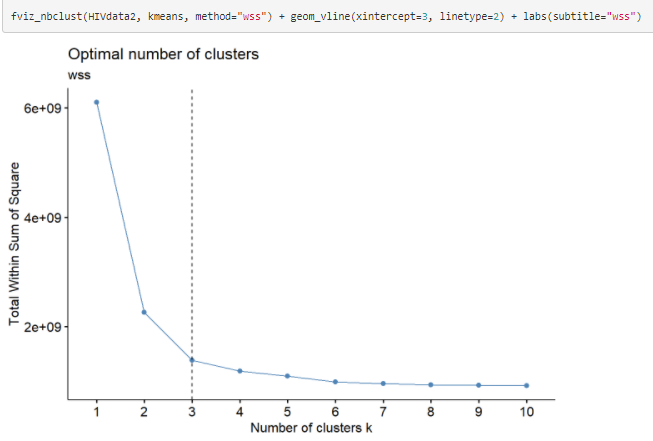 fviz_nbclust(HIVdata2, kmeans, method="wss") + geom_vline(xintercept=3, linetype=2) + labs(subtitle="wss")
Optimal number of clusters
wss
6e+09
4e+09
2e+09
Total Within Sum of Square
1 2 3 4 5 6 7 8 9 10
Number of clusters k